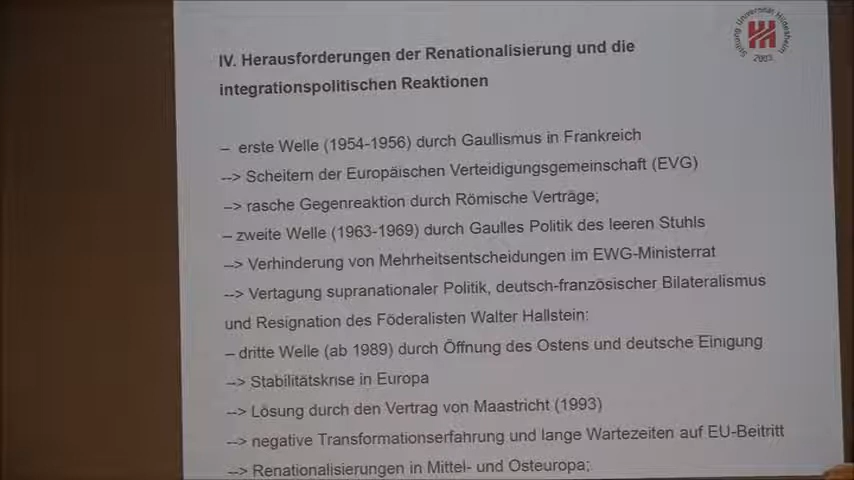 IV. Herausforderungen der Renationalisierung und die
integrationspolitischen Reaktionen
Stiftung Universität Hildesheim
2003
– erste Welle (1954-1956) durch Gaullismus in Frankreich
--> Scheitern der Europäischen Verteidigungsgemeinschaft (EVG)
--> rasche Gegenreaktion durch Römische Verträge;
– zweite Welle (1963-1969) durch Gaulles Politik des leeren Stuhls
--> Verhinderung von Mehrheitsentscheidungen im EWG-Ministerrat
--> Vertagung supranationaler Politik, deutsch-französischer Bilateralismus
und Resignation des Föderalisten Walter Hallstein:
– dritte Welle (ab 1989) durch Öffnung des Ostens und deutsche Einigung
--> Stabilitätskrise in Europa
--> Lösung durch den Vertrag von Maastricht (1993)
--> negative Transformationserfahrung und lange Wartezeiten auf EU-Beitritt
--> Renationalisierungen in Mittel- und Osteuropa;